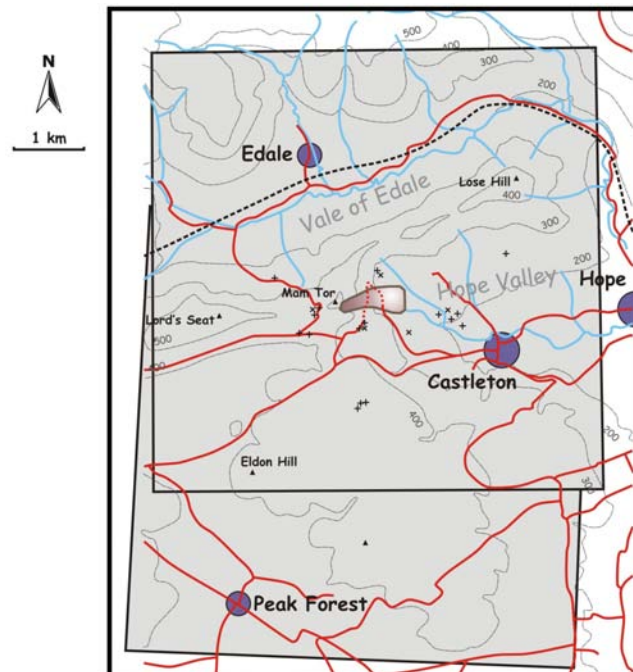 N
1 km
500
400
300
200
Edale
Vale of Edale
Lose Hill
400
300
200
Hope Valley
Hope
Mam Tor
Lord's Seat
500
400
Castleton
400
200
Eldon Hill
300
Peak Forest